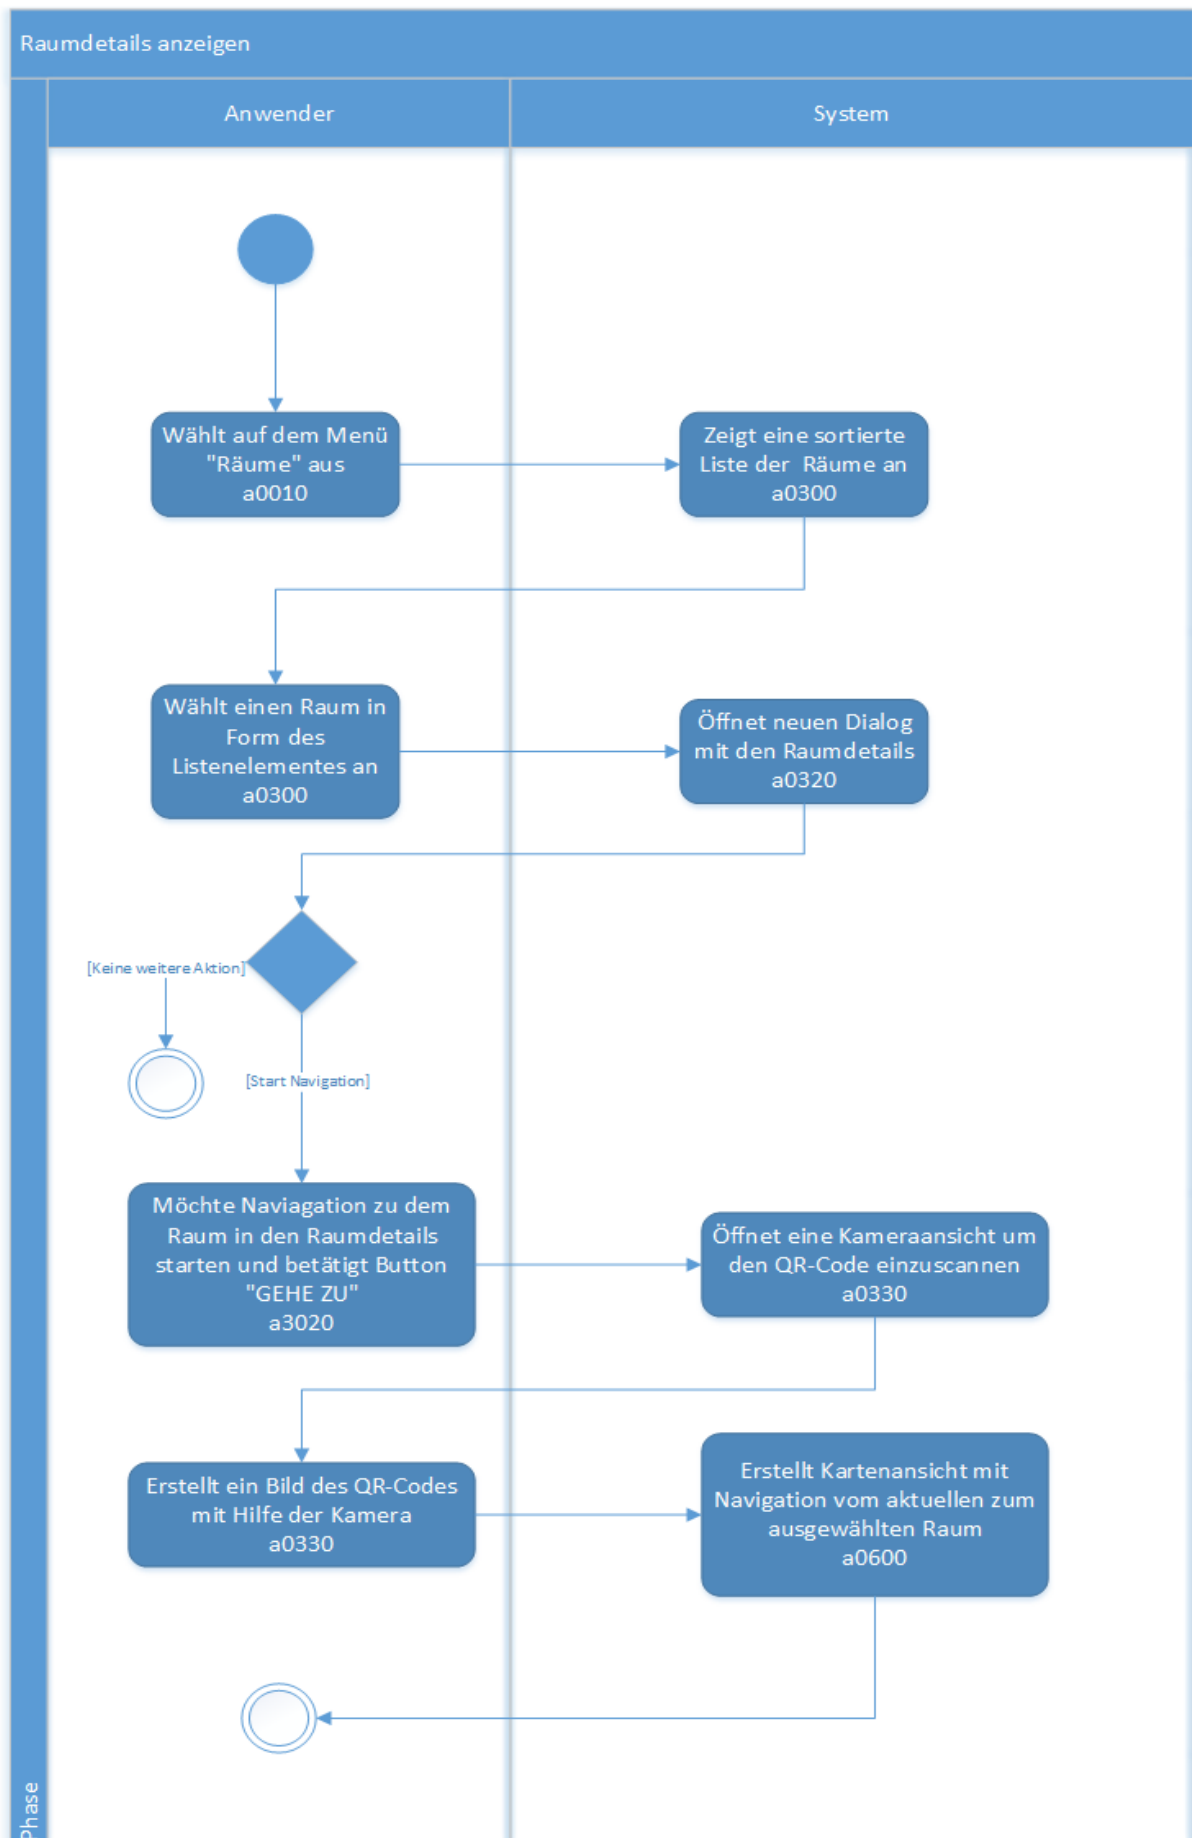 Raumdetails anzeigen
Anwender
System
Wählt auf dem Menü
"Räume" aus
a0010
Zeigt eine sortierte
Liste der Räume an
a0300
Wählt einen Raum in
Form des
Listenelementes an
a0300
Öffnet neuen Dialog
mit den Raumdetails
a0320
[Keine weitere Aktion]
[Start Navigation]
Möchte Naviagation zu dem
Raum in den Raumdetails
starten und betätigt Button
"GEHE ZU"
a3020
Öffnet eine Kameraansicht um
den QR-Code einzuscannen
a0330
Erstellt ein Bild des QR-Codes
mit Hilfe der Kamera
a0330
Erstellt Kartenansicht mit
Navigation vom aktuellen zum
ausgewählten Raum
a0600
Phase